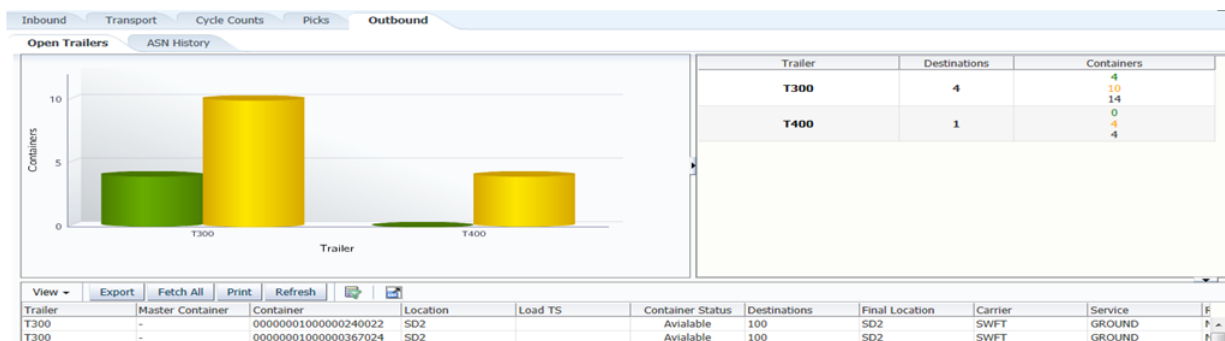 Inbound Transport Cycle Counts Picks Outbound
Open Trailers ASN History
10
5
0
Containers
T300 T400
Trailer
Trailer Destinations Containers
T300 4 4
10
14
T400 1 0
4
4
View Export Fetch All Print Refresh
Trailer Master Container Container Location Load TS Container Status Destinations Final Location Carrier Service
T300 - 00000001000000240022 SD2 Avialable 100 SD2 SWFT GROUND
T300 - 00000001000000367024 SD2 Avialable 100 SD2 SWFT GROUND